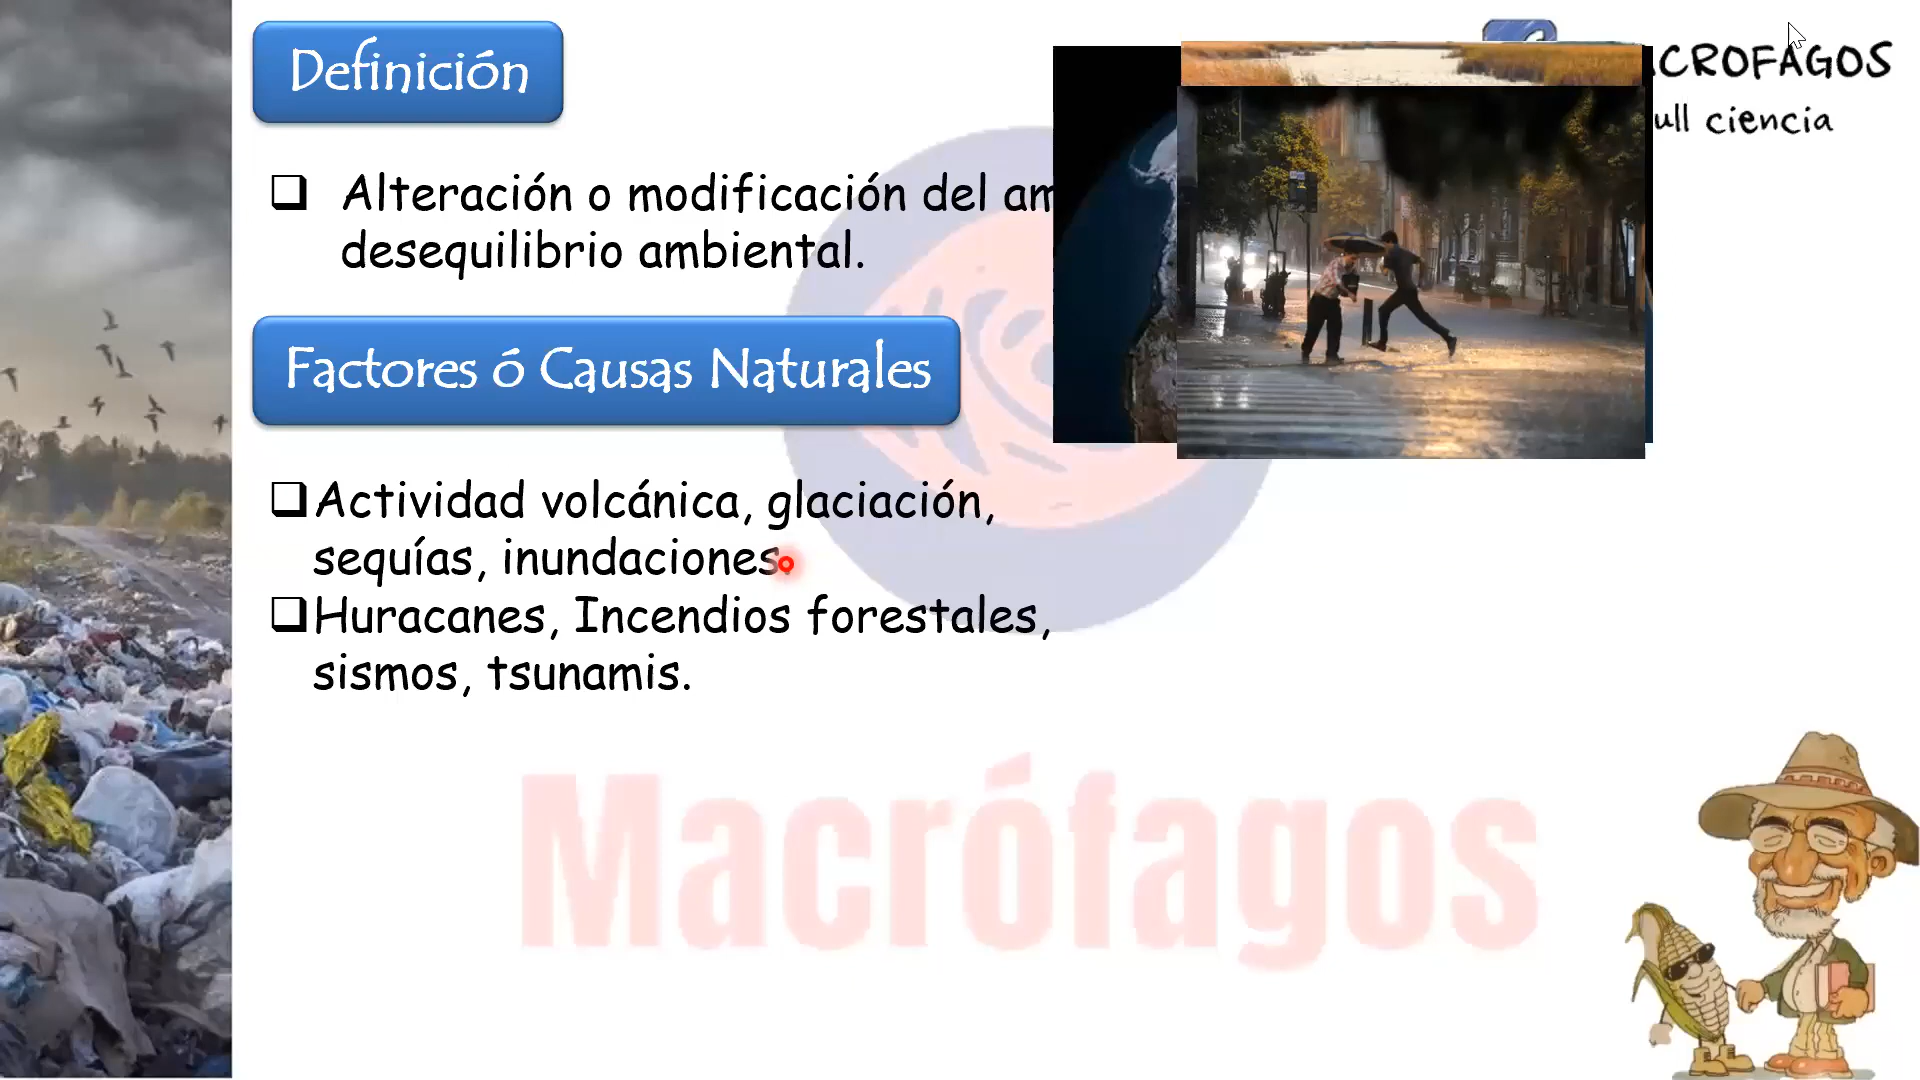 Definición
CROFAGOS
ull ciencia
❑ Alteración o modificación del am
desequilibrio ambiental.
Factores ó Causas Naturales
❑Actividad volcánica, glaciación,
sequías, inundaciones.
❑Huracanes, Incendios forestales,
sismos, tsunamis.
Macrófagos